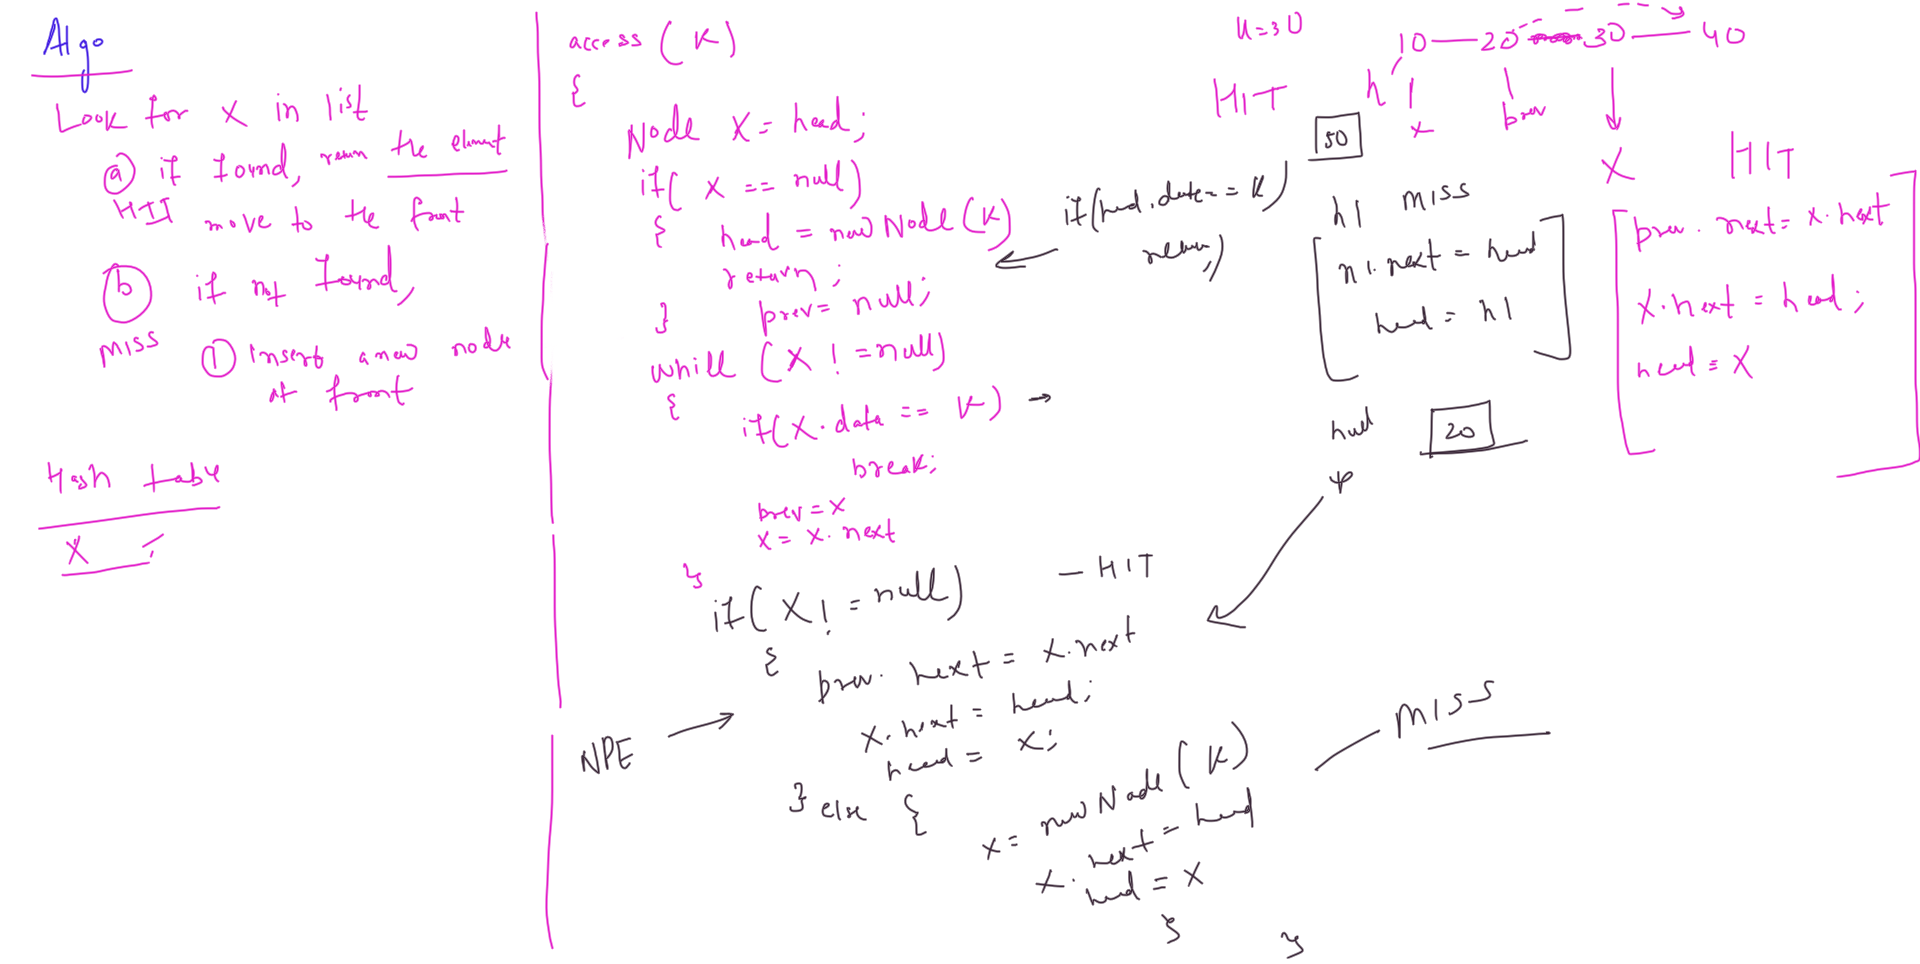 Algo
Look for X in list
(a) if found, return the element
HIT move to the front
(b) if not found,
MISS
(1) Insert a new node
at front
Hash table
X
access (K)
{
Node X = head;
if( X == null)
{ head = new Node(K)
return;
} prev = null;
while (X != null)
{
if(X.data == K) →
break;
prev = X
X = X.next
}
if( X != null) - HIT
{
prev. next = X.next
X.next = head;
head = X;
NPE →
} else {
X = new Node (K)
X. next = head
head = X
}
}
MISS
if(head.data == K)
return;
K=30
HIT
10 — 20 30 — 40
h
X
prev
X
HIT
50
n1 MISS
n1.next = head
head = n1
head
20
prev. next = X.next
X.next = head;
head = X